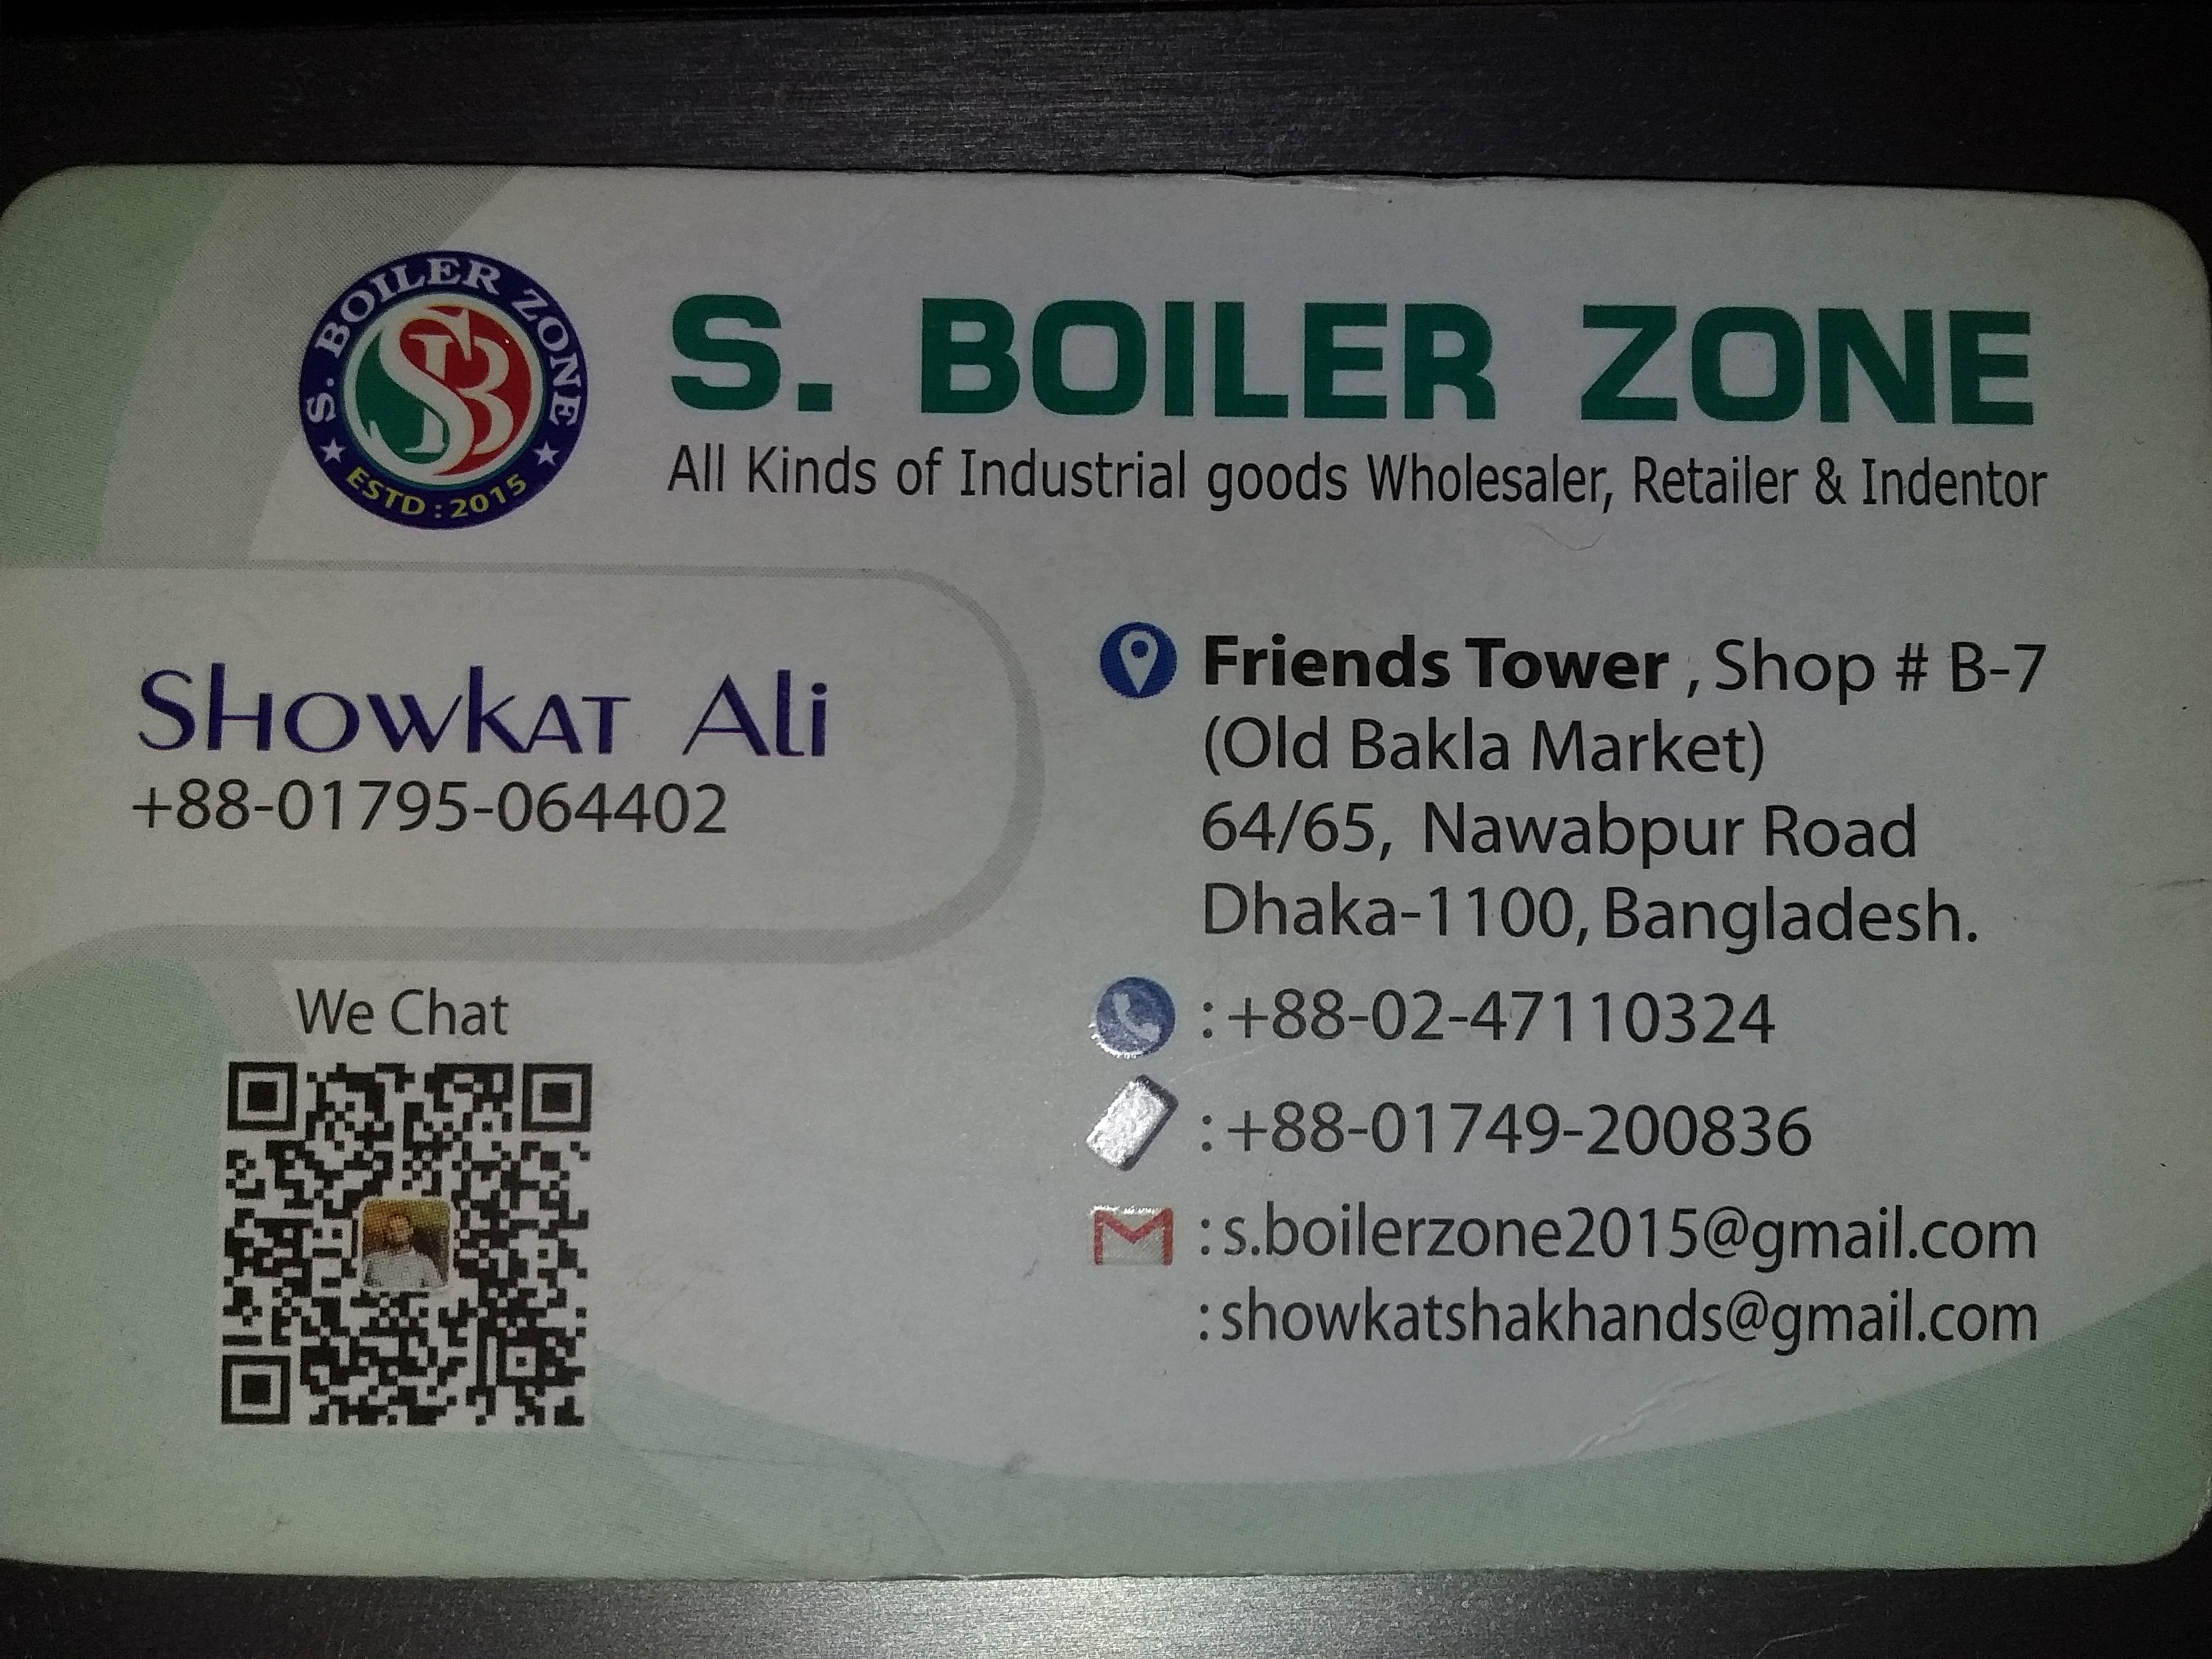 S. BOILER ZONE
ESTD : 2015
SB
S. BOILER ZONE
All Kinds of Industrial goods Wholesaler, Retailer & Indentor
Showkat Ali
+88-01795-064402
Friends Tower , Shop # B-7
(Old Bakla Market)
64/65, Nawabpur Road
Dhaka-1100, Bangladesh.
: +88-02-47110324
: +88-01749-200836
: s.boilerzone2015@gmail.com
: showkatshakhands@gmail.com
We Chat